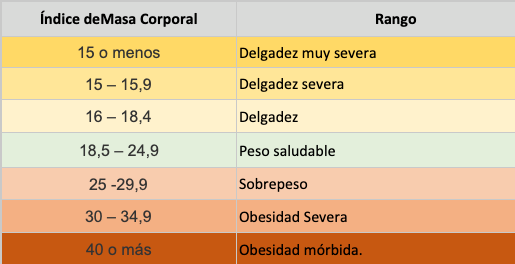 Índice deMasa Corporal Rango
15 o menos Delgadez muy severa
15 – 15,9 Delgadez severa
16 – 18,4 Delgadez
18,5 – 24,9 Peso saludable
25 -29,9 Sobrepeso
30 – 34,9 Obesidad Severa
40 o más Obesidad mórbida.